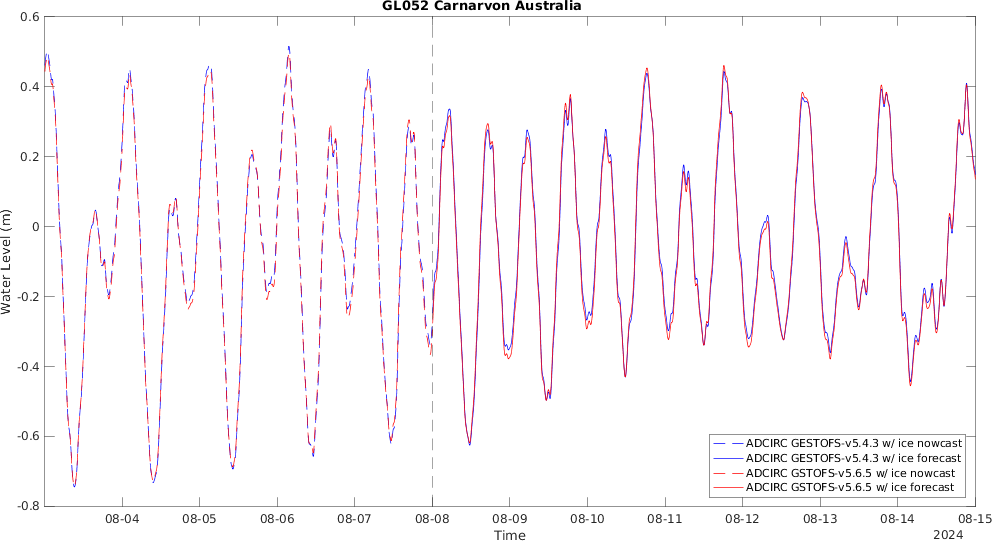 GL052 Carnarvon Australia
0.6
0.4
0.2
0
-0.2
-0.4
-0.6
-0.8
Water Level (m)
ADCIRC GESTOFS-v5.4.3 w/ ice nowcast
ADCIRC GESTOFS-v5.4.3 w/ ice forecast
ADCIRC GSTOFS-v5.6.5 w/ ice nowcast
ADCIRC GSTOFS-v5.6.5 w/ ice forecast
08-04 08-05 08-06 08-07 08-08 08-09 08-10 08-11 08-12 08-13 08-14 08-15
Time
2024